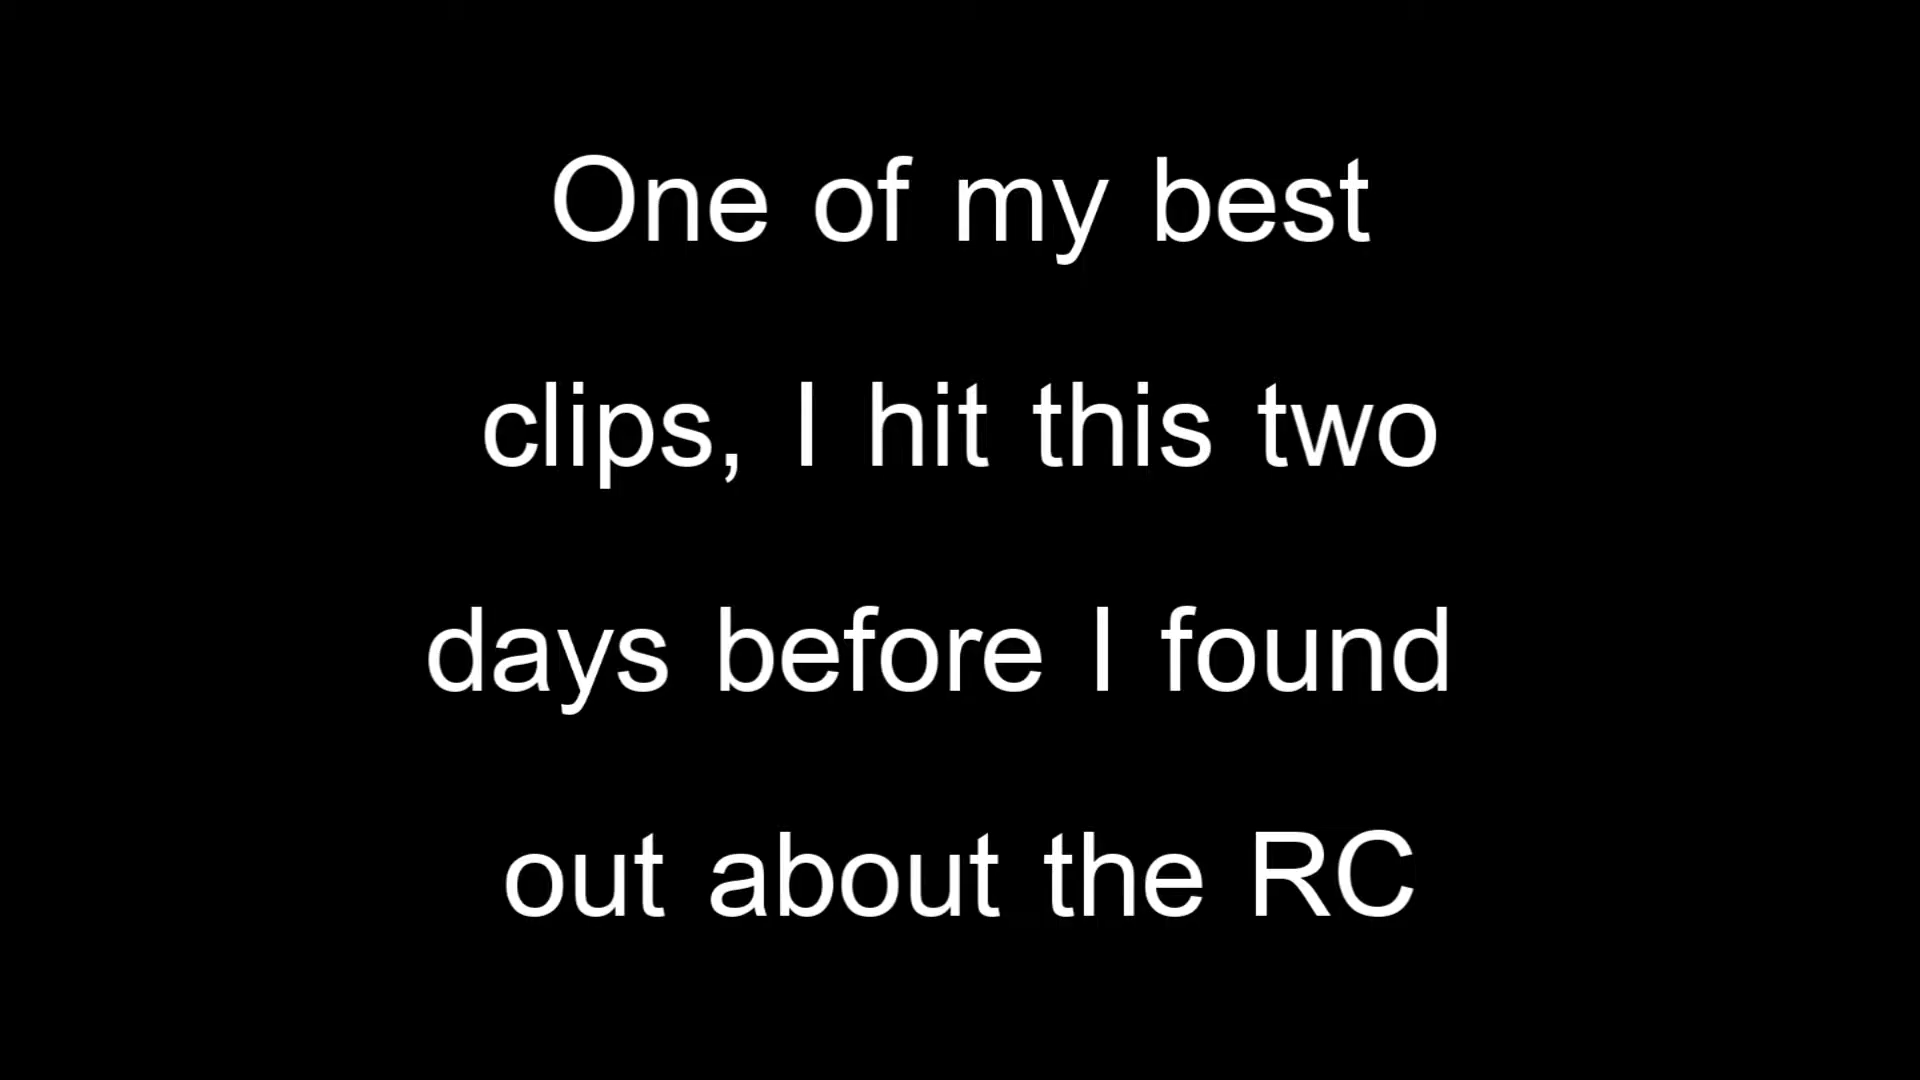 One of my best
clips, I hit this two
days before I found
out about the RC